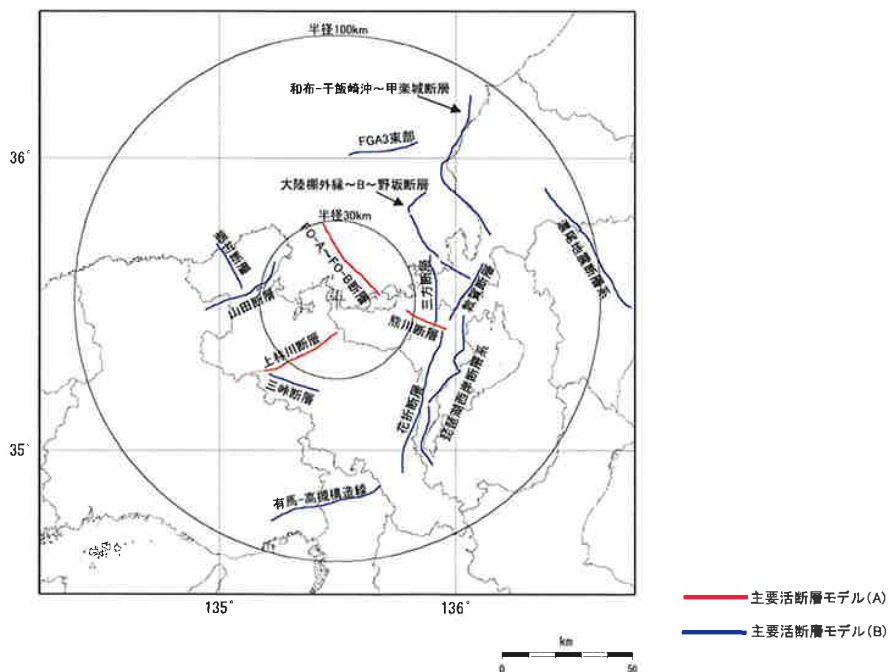 半径100km
和布-干飯崎沖～甲楽城断層
FGA3東部
36°
大陸棚外縁～B～野坂断層
半径30km
FO-A～FO-B断層
郷村断層
山田断層
三方断層
敦賀断層
濃尾地震断層系
熊川断層
上林川断層
三峠断層
花折断層
琵琶湖西岸断層系
35°
有馬-高槻構造線
135°
136°
主要活断層モデル(A)
主要活断層モデル(B)
km
0
50